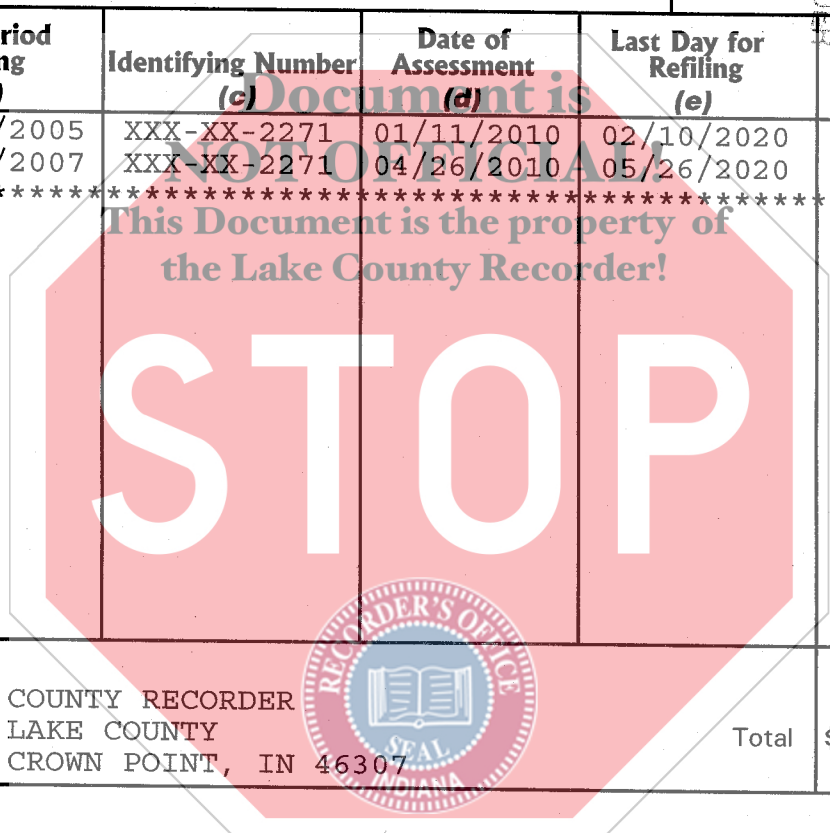 riod
ng
)
Identifying Number
(c)
Date of
Assessment
(d)
Last Day for
Refiling
(e)
/2005 XXX-XX-2271 01/11/2010 02/10/2020
/2007 XXX-XX-2271 04/26/2010 05/26/2020
******************************************************
Document is
NOT OFFICIAL!
This Document is the property of
the Lake County Recorder!
STOP
RECORDER'S OFFICE
SEAL
INDIANA
COUNTY RECORDER
LAKE COUNTY
CROWN POINT, IN 46307
Total
$